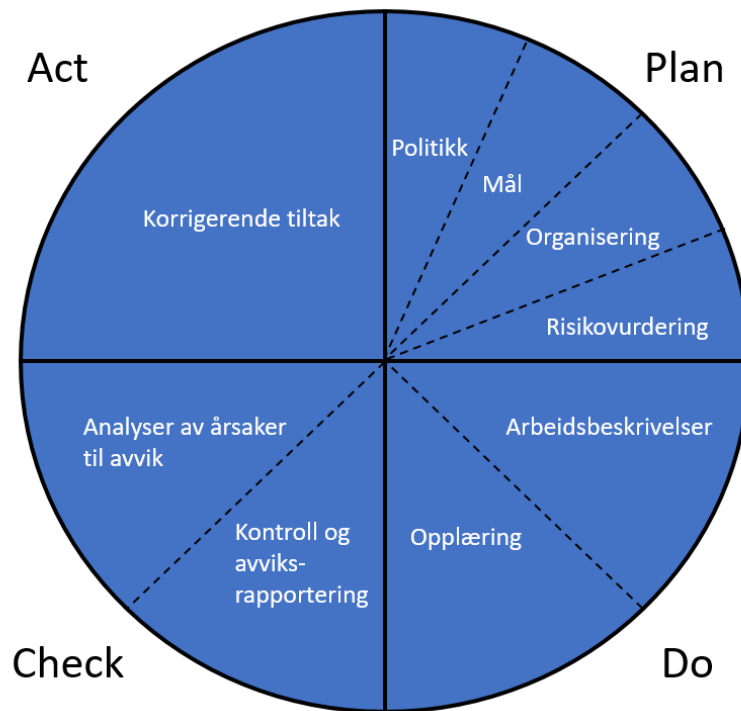 Act
Plan
Politikk
Mål
Korrigerende tiltak
Organisering
Risikovurdering
Arbeidsbeskrivelser
Opplæring
Kontroll og
avviks-
rapportering
Analyser av årsaker
til avvik
Check
Do